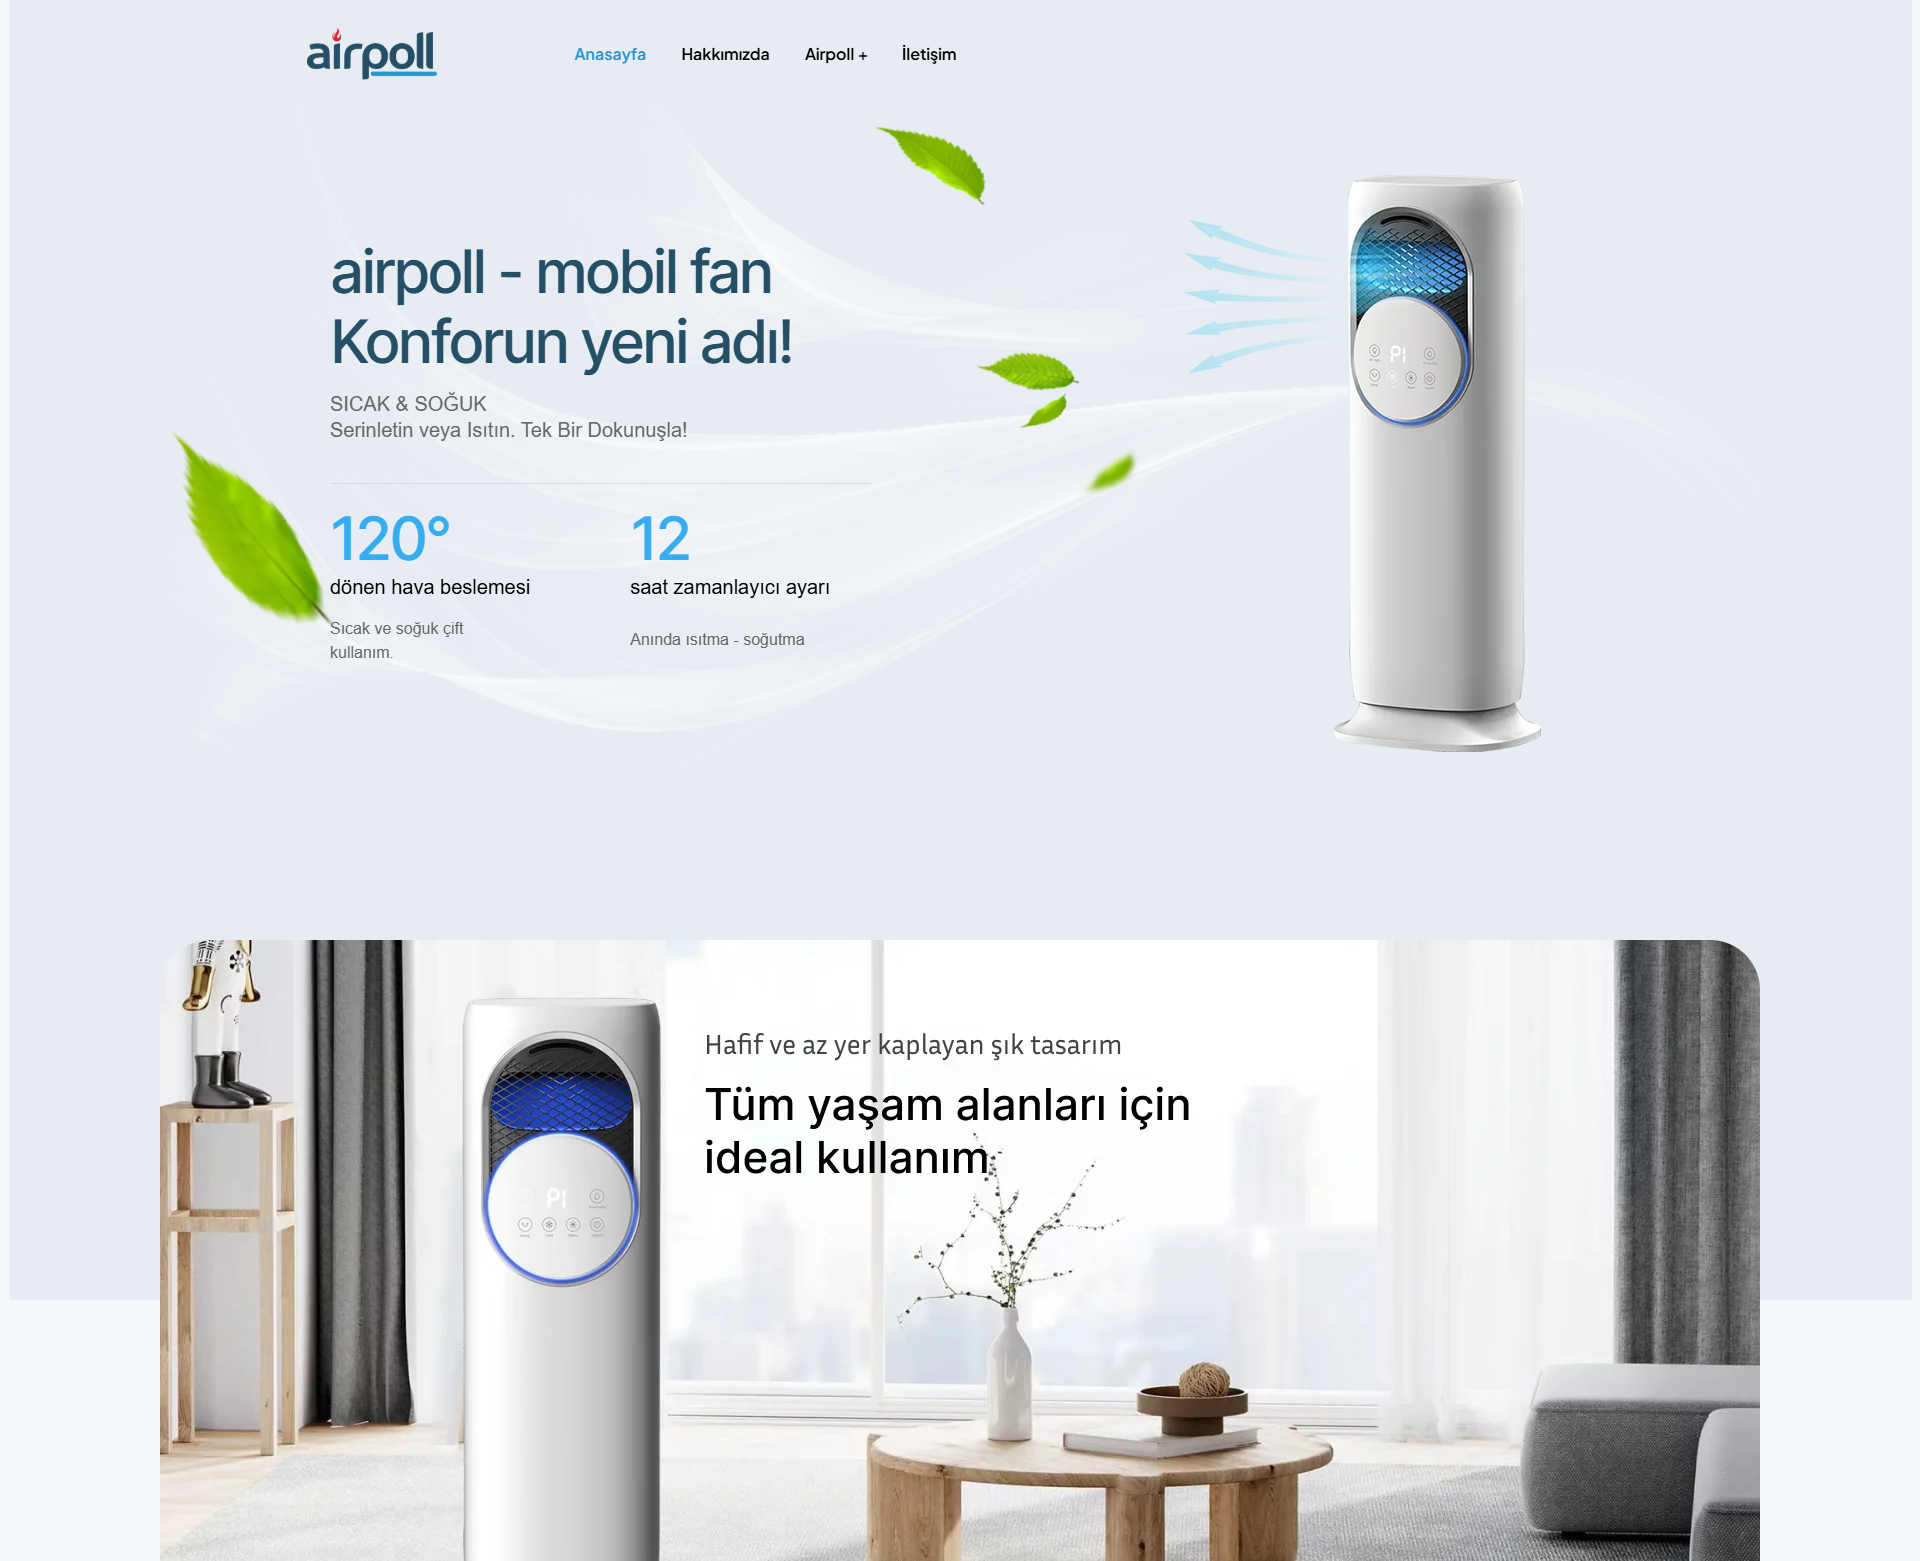 airpoll
Anasayfa Hakkımızda Airpoll + İletişim
airpoll - mobil fan
Konforun yeni adı!
SICAK & SOĞUK
Serinletin veya Isıtın. Tek Bir Dokunuşla!
120°
dönen hava beslemesi
Sıcak ve soğuk çift
kullanım.
12
saat zamanlayıcı ayarı
Anında ısıtma - soğutma
P1
Hafif ve az yer kaplayan şık tasarım
Tüm yaşam alanları için
ideal kullanım
P1